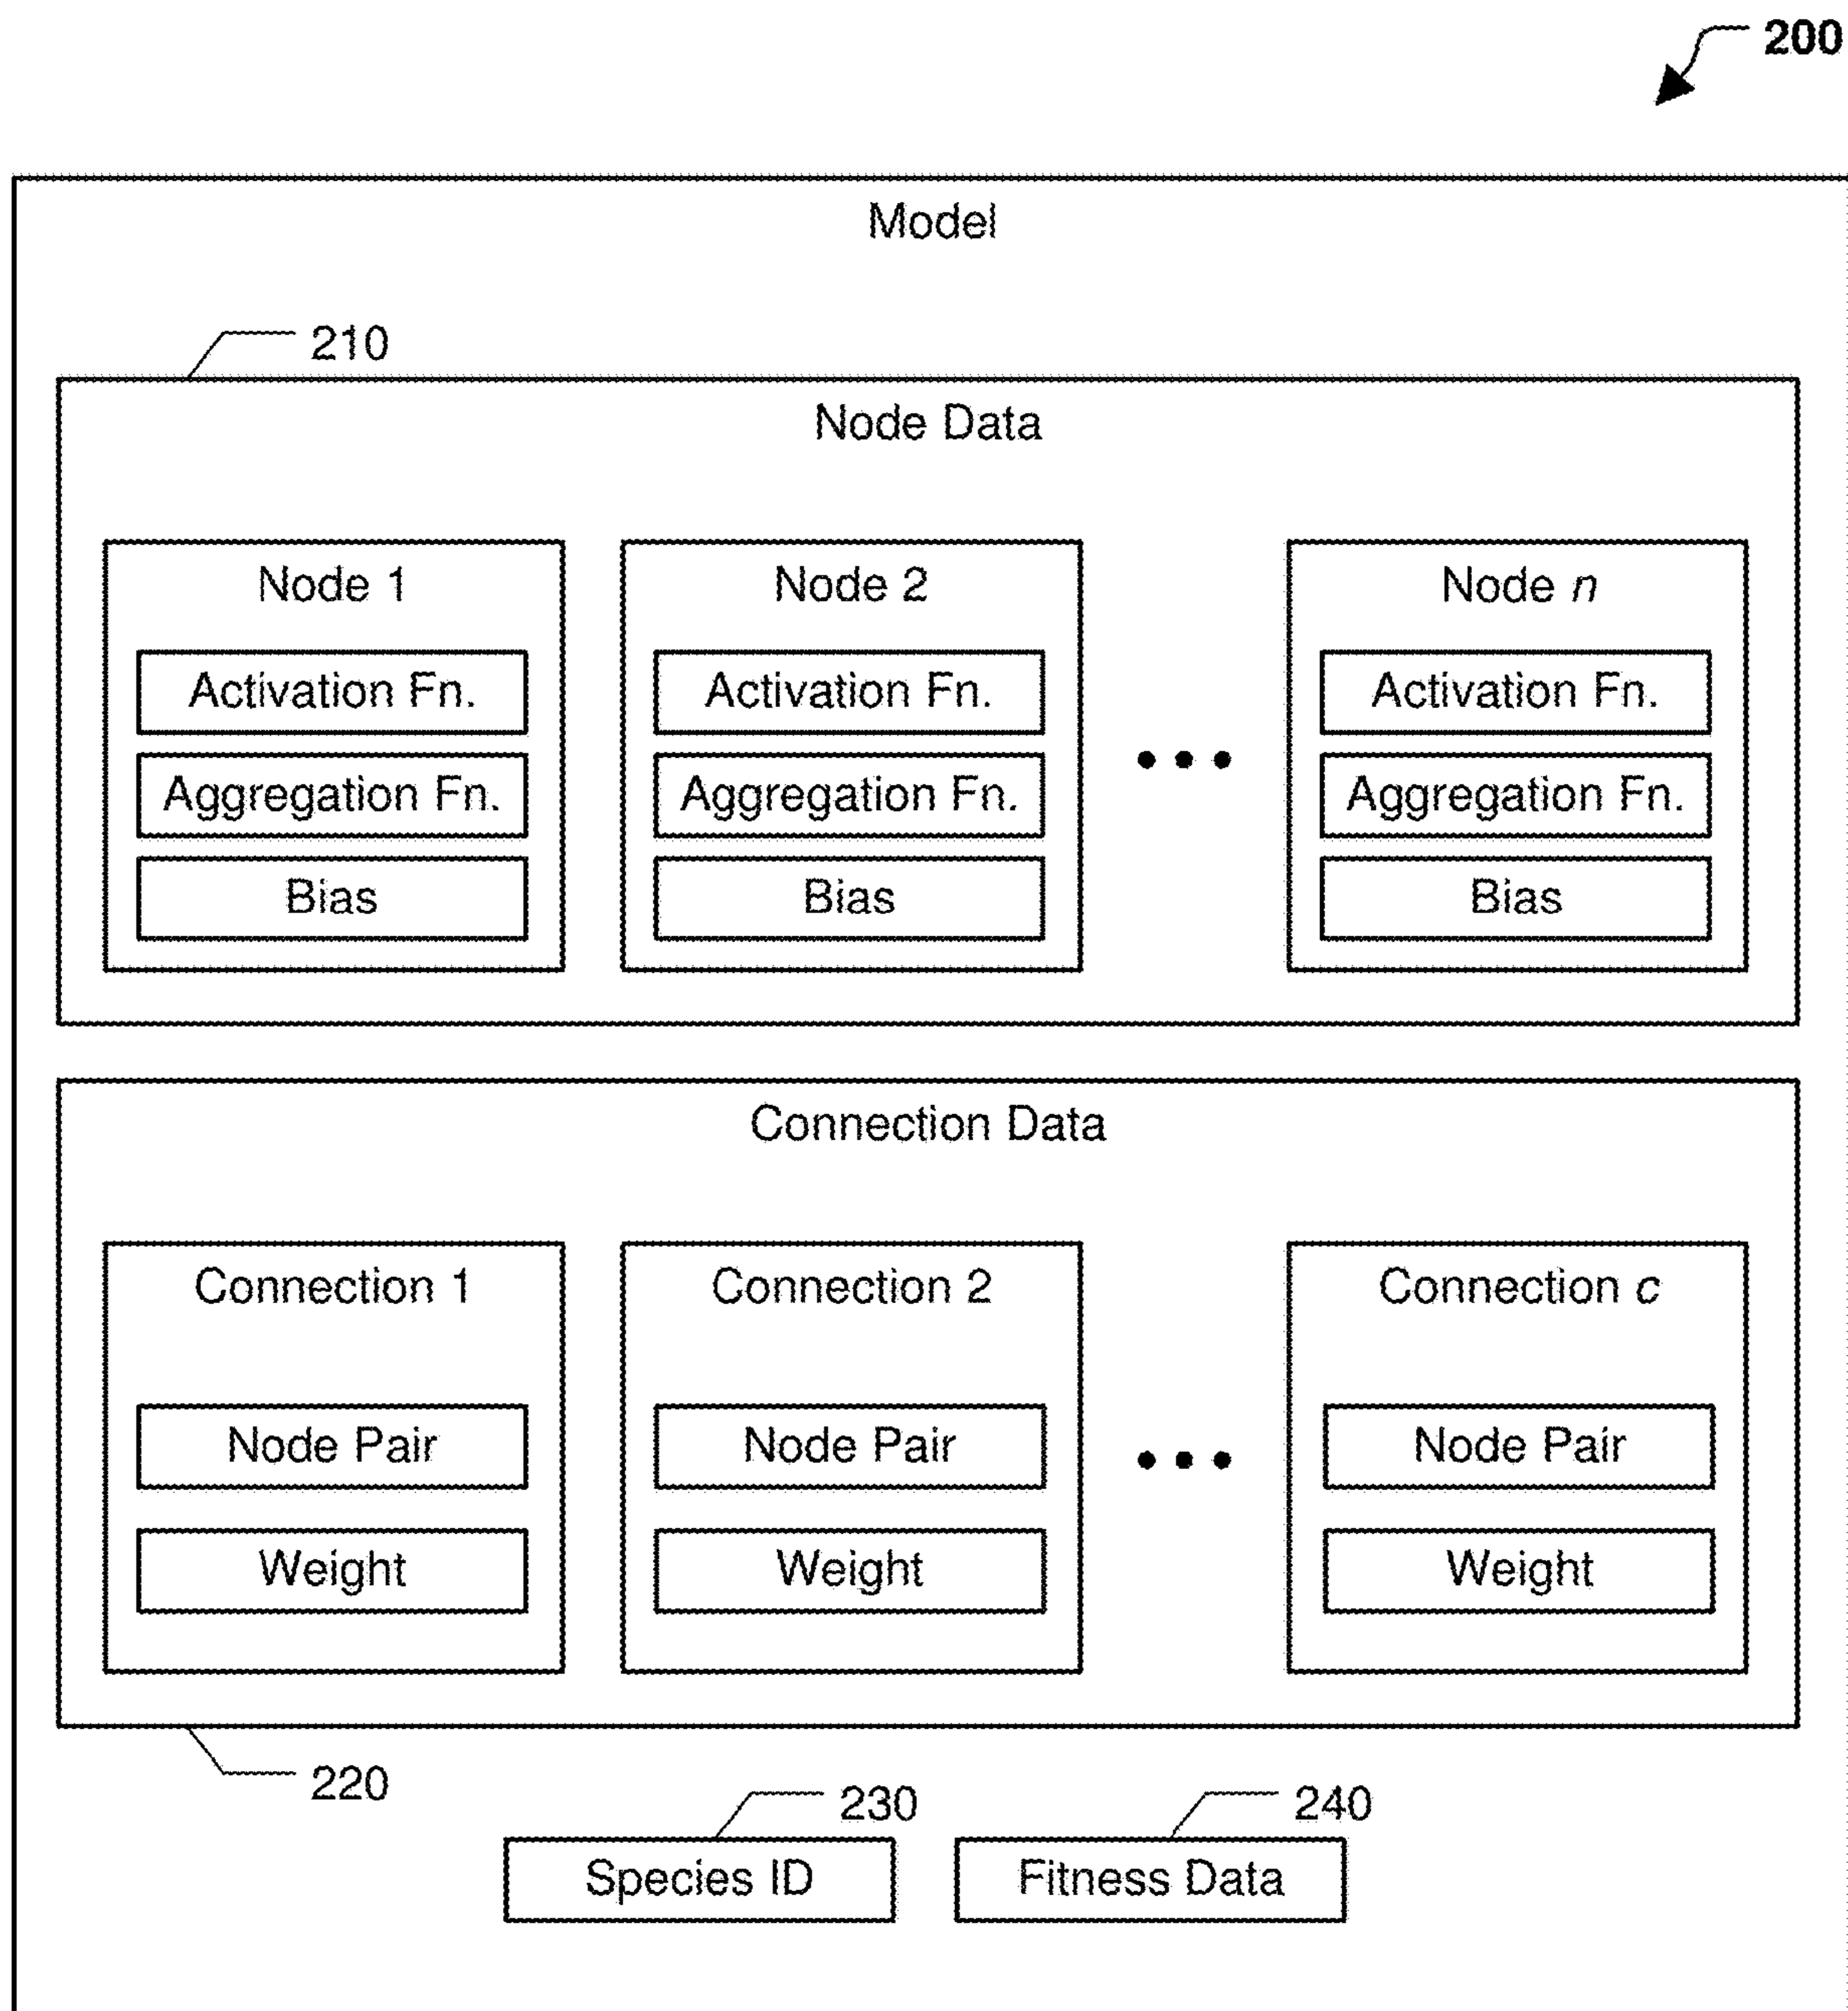 200
Model
210
Node Data
Node 1
Activation Fn.
Aggregation Fn.
Bias
Node 2
Activation Fn.
Aggregation Fn.
Bias
•••
Node n
Activation Fn.
Aggregation Fn.
Bias
Connection Data
Connection 1
Node Pair
Weight
Connection 2
Node Pair
Weight
•••
Connection c
Node Pair
Weight
220
230
Species ID
240
Fitness Data